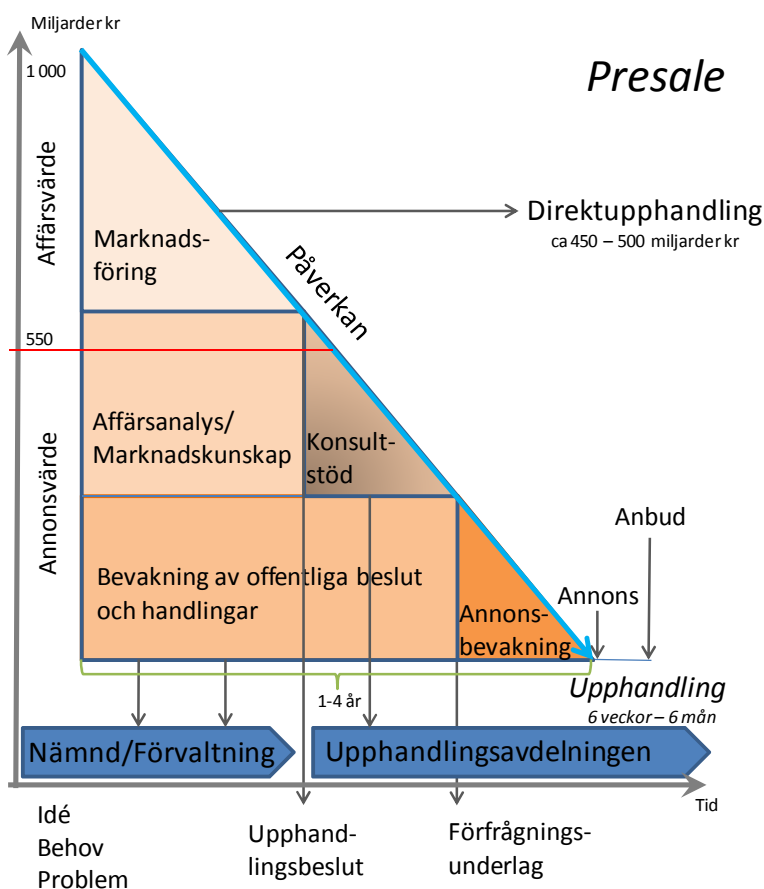 Miljarder kr
1 000
Presale
Affärsvärde
Direktupphandling
ca 450 – 500 miljarder kr
Marknads-
föring
Påverkan
550
Affärsanalys/
Marknadskunskap
Konsult-
stöd
Annonsvärde
Anbud
Bevakning av offentliga beslut
och handlingar
Annons
Annons-
bevakning
1-4 år
Upphandling
6 veckor – 6 mån
Nämnd/Förvaltning
Upphandlingsavdelningen
Tid
Idé
Behov
Problem
Upphand-
lingsbeslut
Förfrågnings-
underlag